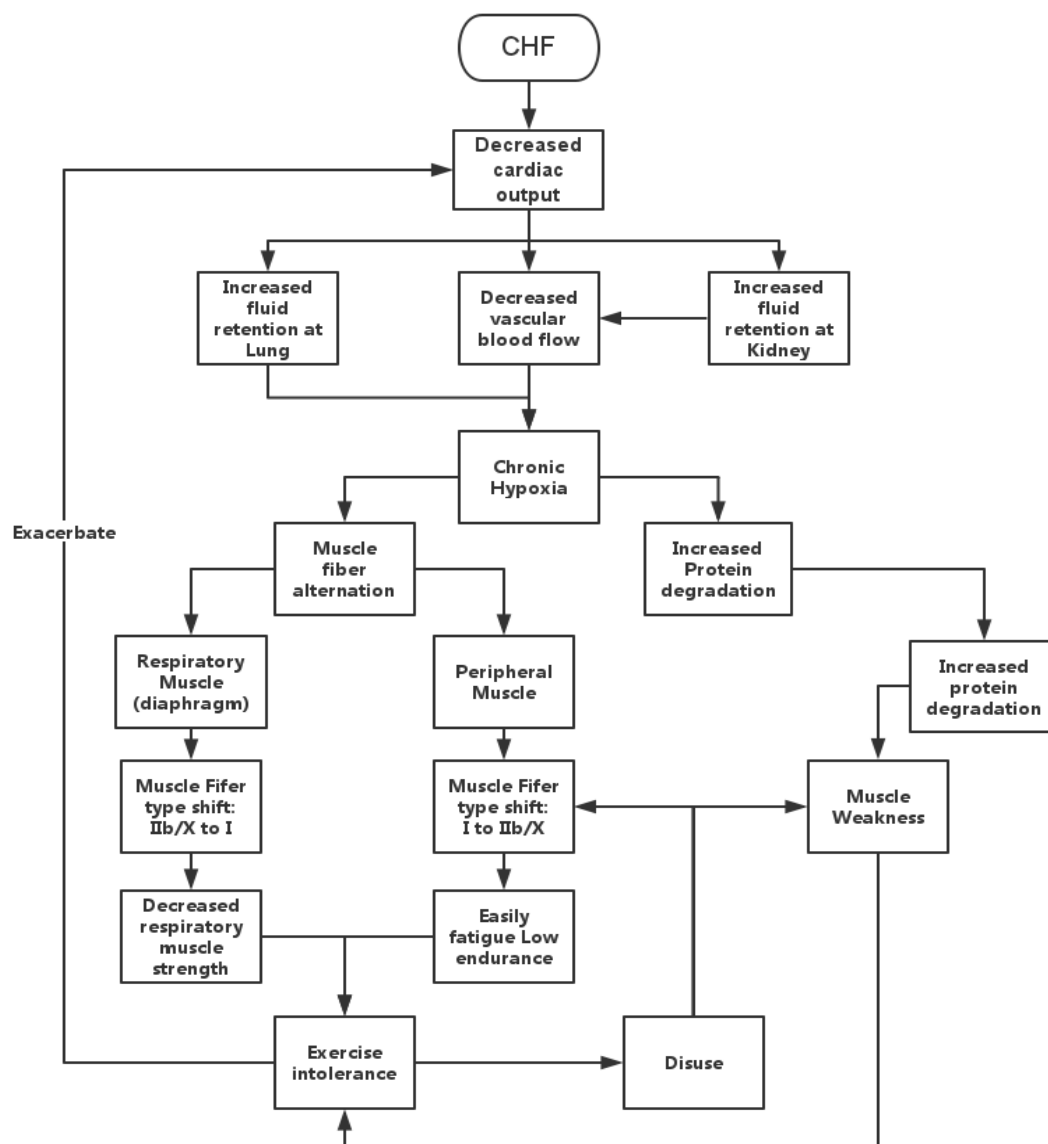 CHF
Decreased
cardiac
output
Increased
fluid
retention at
Lung
Decreased
vascular
blood flow
Increased
fluid
retention at
Kidney
Chronic
Hypoxia
Exacerbate
Muscle
fiber
alternation
Increased
Protein
degradation
Respiratory
Muscle
(diaphragm)
Peripheral
Muscle
Increased
protein
degradation
Muscle Fifer
type shift:
IIb/X to I
Muscle Fifer
type shift:
I to IIb/X
Muscle
Weakness
Decreased
respiratory
muscle
strength
Easily
fatigue Low
endurance
Exercise
intolerance
Disuse